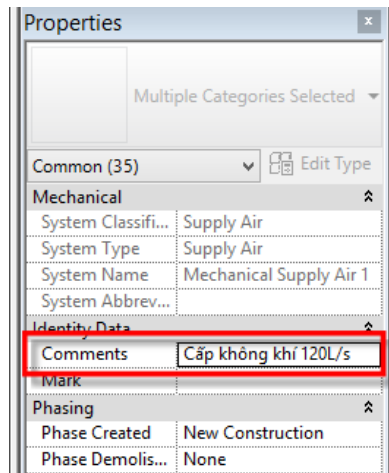 Properties x
Multiple Categories Selected
Common (35) Edit Type
Mechanical
System Classifi... Supply Air
System Type Supply Air
System Name Mechanical Supply Air 1
System Abbrev...
Identity Data
Comments Cấp không khí 120L/s
Mark
Phasing
Phase Created New Construction
Phase Demolis... None